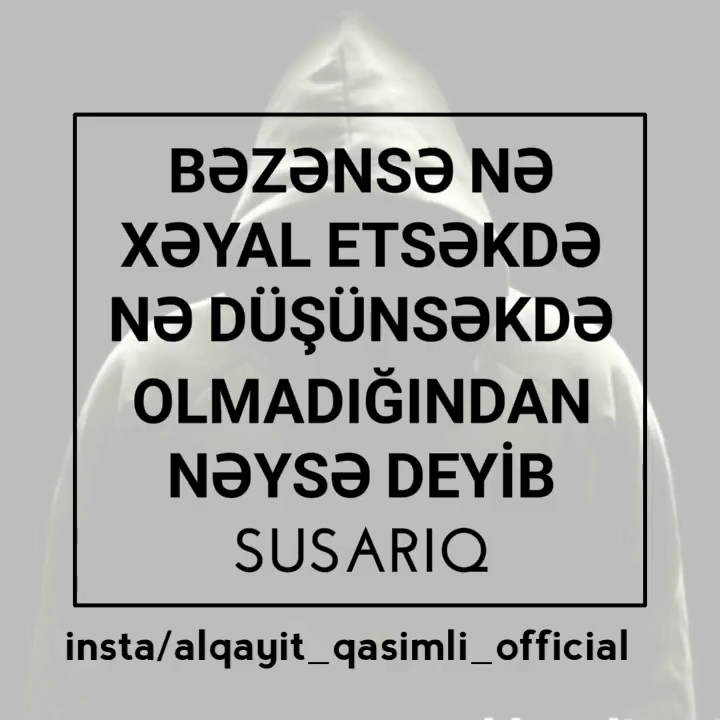 BƏZƏNSƏ NƏ
XƏYAL ETSƏKDƏ
NƏ DÜŞÜNSƏKDƏ
OLMADIĞINDAN
NƏYSƏ DEYİB
SUSARIQ
insta/alqayit_qasimli_official